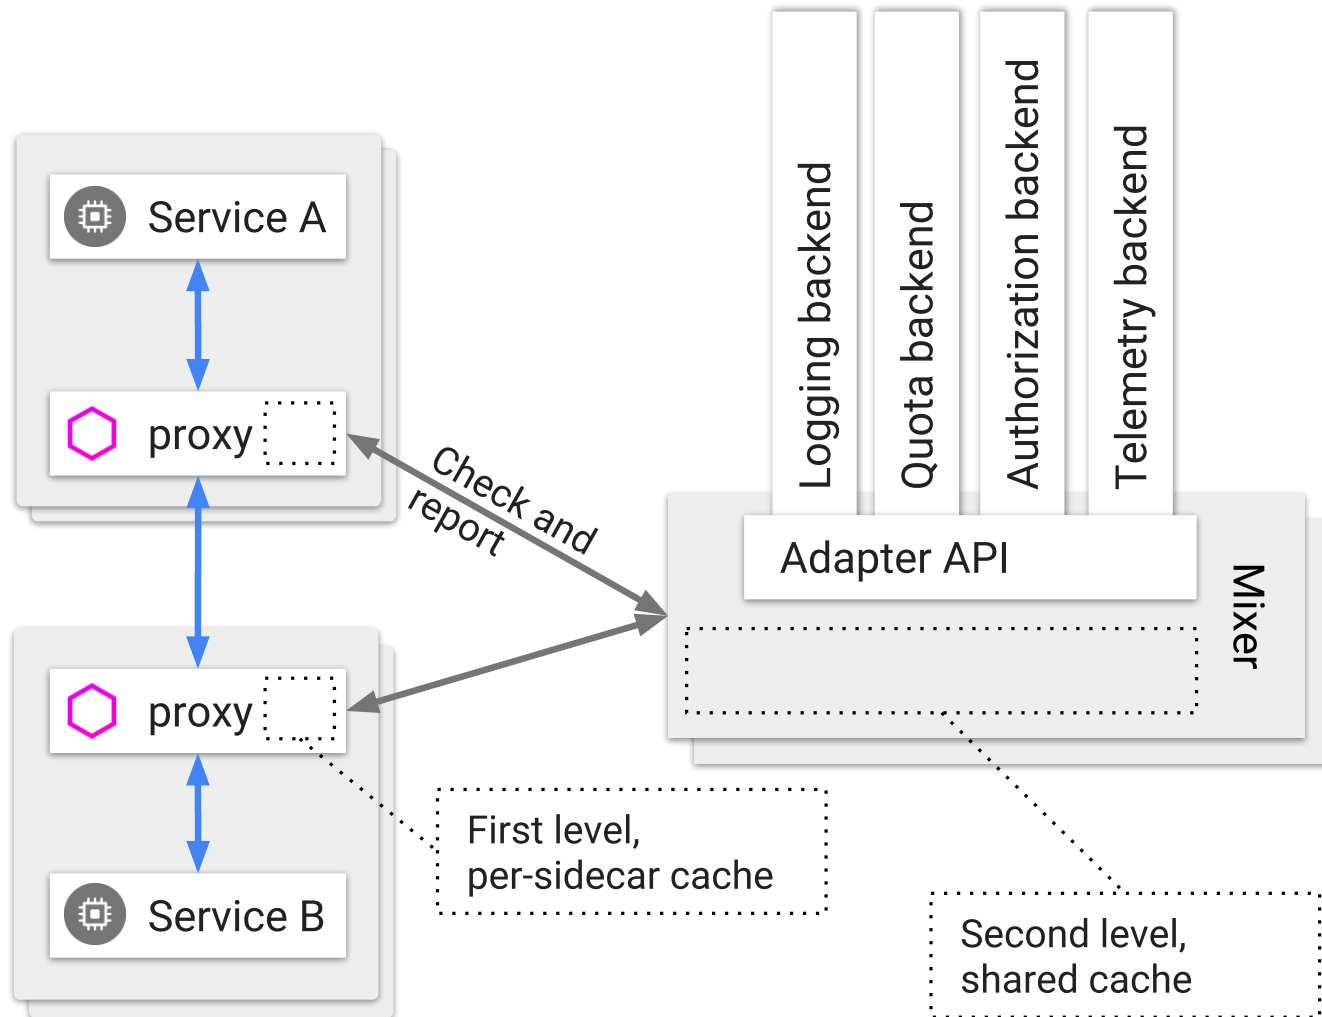 Service A
proxy
Check and
report
proxy
Service B
First level,
per-sidecar cache
Logging backend
Quota backend
Authorization backend
Telemetry backend
Adapter API
Mixer
Second level,
shared cache